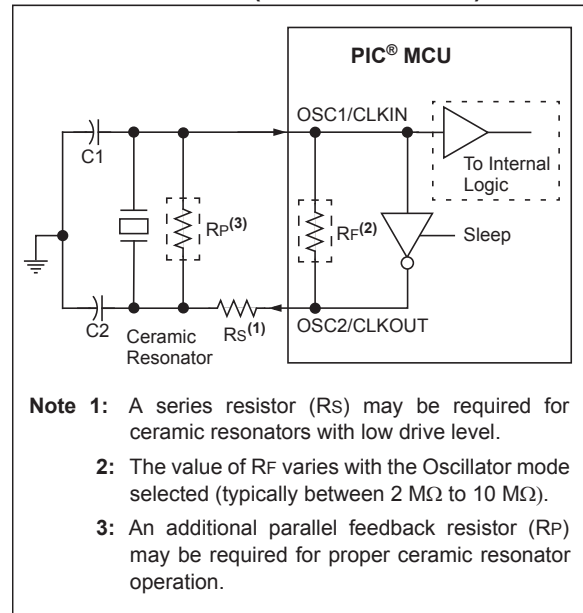 PIC® MCU
OSC1/CLKIN
C1
To Internal
Logic
RP(3)
RF(2)
Sleep
C2
Ceramic
Resonator
RS(1)
OSC2/CLKOUT
Note 1: A series resistor (RS) may be required for
ceramic resonators with low drive level.
2: The value of RF varies with the Oscillator mode
selected (typically between 2 MΩ to 10 MΩ).
3: An additional parallel feedback resistor (RP)
may be required for proper ceramic resonator
operation.